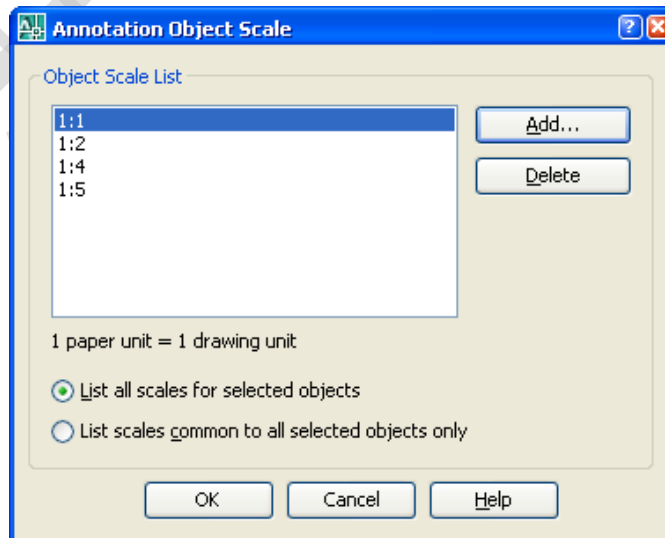 Annotation Object Scale
Object Scale List
1:1
1:2
1:4
1:5
Add...
Delete
1 paper unit = 1 drawing unit
List all scales for selected objects
List scales common to all selected objects only
OK
Cancel
Help